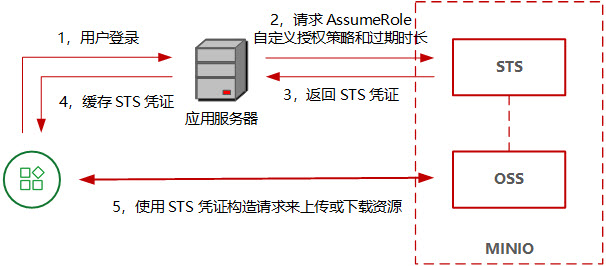 1，用户登录
2，请求 AssumeRole
自定义授权策略和过期时长
STS
3，返回 STS 凭证
4，缓存 STS 凭证
应用服务器
OSS
5，使用 STS 凭证构造请求来上传或下载资源
MINIO